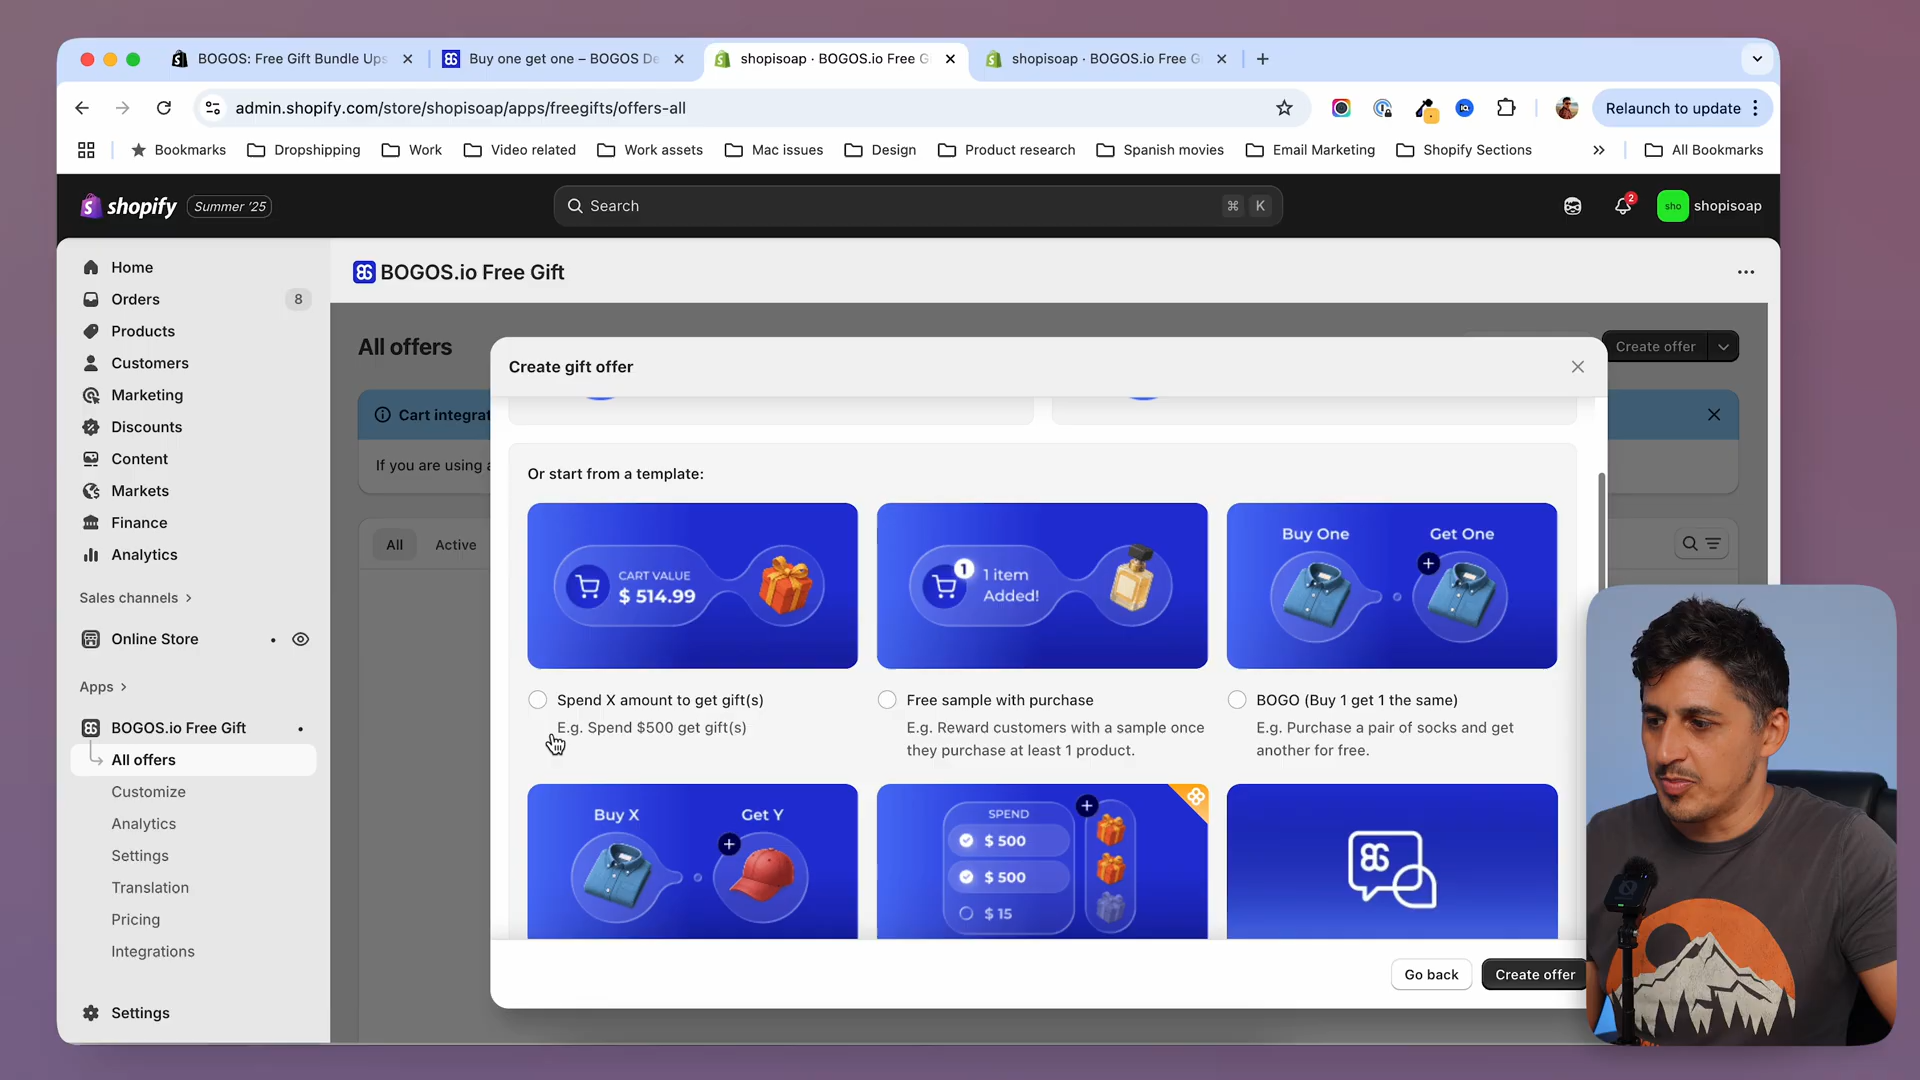 BOGOS: Free Gift Bundle Ups
Buy one get one – BOGOS De
shopisoap · BOGOS.io Free G
shopisoap · BOGOS.io Free G
admin.shopify.com/store/shopisoap/apps/freegifts/offers-all
Relaunch to update
Bookmarks
Dropshipping
Work
Video related
Work assets
Mac issues
Design
Product research
Spanish movies
Email Marketing
Shopify Sections
All Bookmarks
shopify
Summer '25
Search
⌘ K
2
sho
shopisoap
Home
Orders 8
Products
Customers
Marketing
Discounts
Content
Markets
Finance
Analytics
Sales channels
Online Store
Apps
BOGOS.io Free Gift
All offers
Customize
Analytics
Settings
Translation
Pricing
Integrations
Settings
BOGOS.io Free Gift
All offers
Create offer
Cart integrat
If you are using a
All
Active
Create gift offer
Or start from a template:
CART VALUE
$ 514.99
1
1 item
Added!
Buy One
Get One
Spend X amount to get gift(s)
E.g. Spend $500 get gift(s)
Free sample with purchase
E.g. Reward customers with a sample once
they purchase at least 1 product.
BOGO (Buy 1 get 1 the same)
E.g. Purchase a pair of socks and get
another for free.
Buy X
Get Y
SPEND
$ 500
$ 500
$ 15
Go back
Create offer